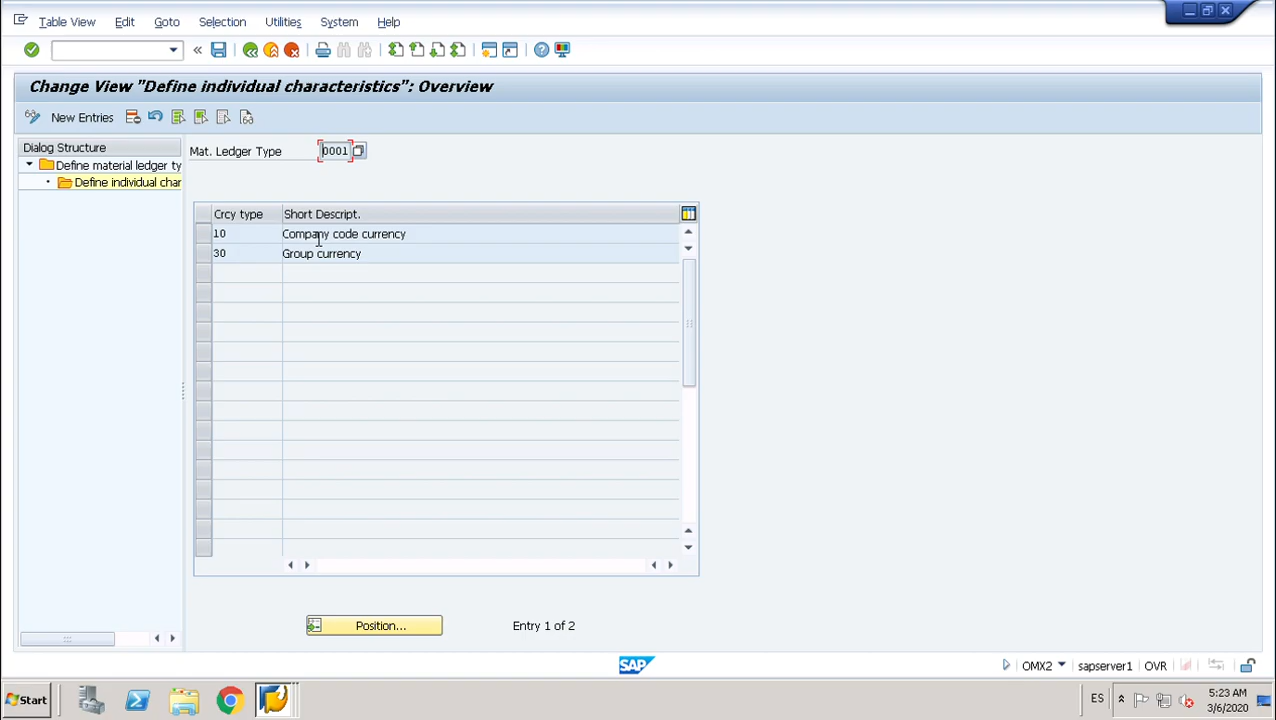 Table View Edit Goto Selection Utilities System Help
Change View "Define individual characteristics": Overview
New Entries
Dialog Structure
Define material ledger ty
Define individual char
Mat. Ledger Type 0001
Crcy type Short Descript.
10 Company code currency
30 Group currency
Position... Entry 1 of 2
SAP
OMX2 sapserver1 OVR
Start
ES
5:23 AM
3/6/2020